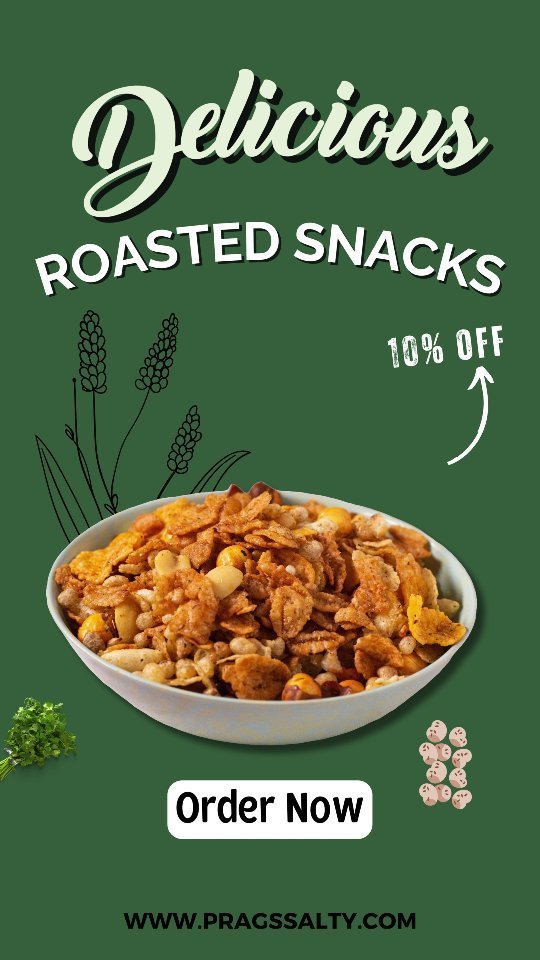 Delicious
ROASTED SNACKS
10% OFF
Order Now
WWW.PRAGSSALTY.COM